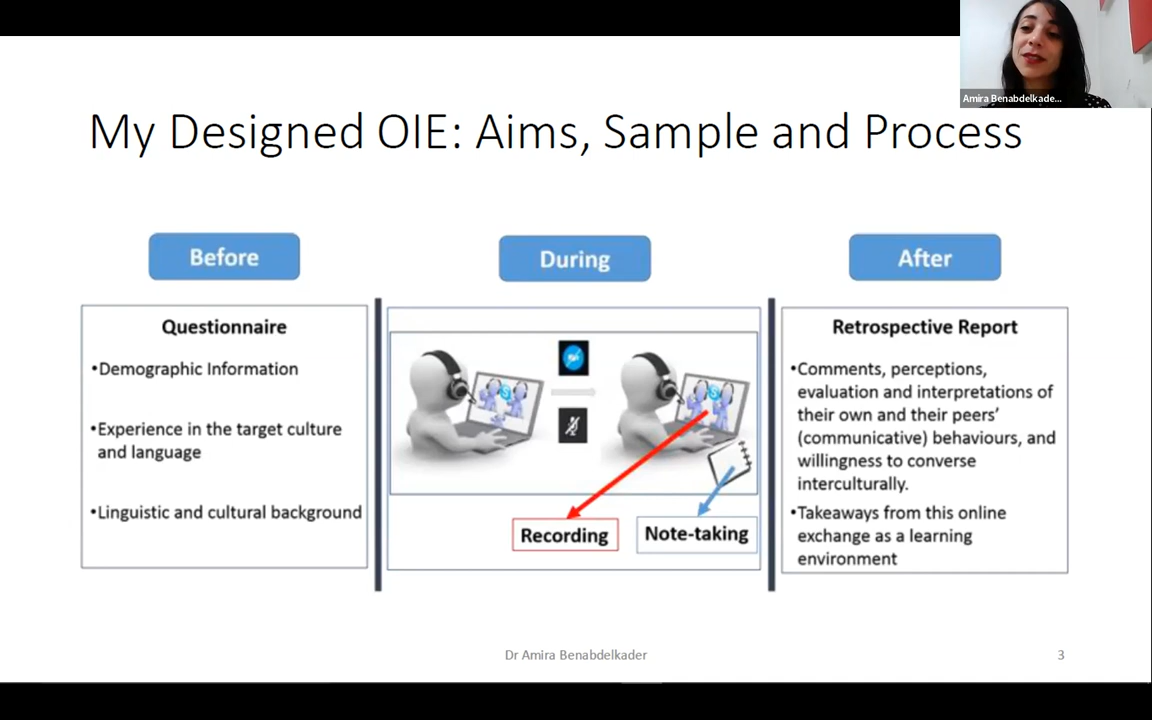 Amira Benabdelkade...
My Designed OIE: Aims, Sample and Process
Before
During
After
Questionnaire
•Demographic Information
•Experience in the target culture
and language
•Linguistic and cultural background
Recording
Note-taking
Retrospective Report
•Comments, perceptions,
evaluation and interpretations of
their own and their peers’
(communicative) behaviours, and
willingness to converse
interculturally.
•Takeaways from this online
exchange as a learning
environment
Dr Amira Benabdelkader
3